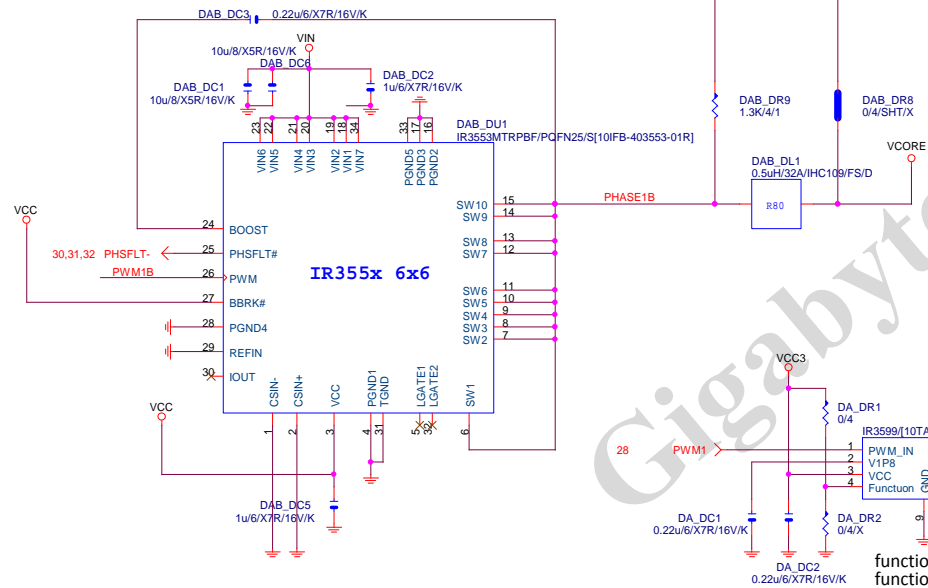 DAB_DC3 0.22u/6/X7R/16V/K
VIN
10u/8/X5R/16V/K
DAB_DC6
DAB_DC1
10u/8/X5R/16V/K
DAB_DC2
1u/6/X7R/16V/K
DAB_DR9
1.3K/4/1
DAB_DR8
0/4/SHT/X
23 22 21 20 19 18 34 33 17 16
DAB_DU1
IR3553MTRPBF/PQFN25/S[10IFB-403553-01R]
VIN6 VIN5 VIN4 VIN3 VIN2 VIN1 VIN7 PGND5 PGND3 PGND2
VCORE
DAB_DL1
0.5uH/32A/IHC109/FS/D
R80
PHASE1B
VCC
SW10 15
SW9 14
24 BOOST
SW8 13
SW7 12
30,31,32 PHSFLT- 25 PHSFLT#
PWM1B 26 PWM
IR355x 6x6
27 BBRK#
SW6 11
SW5 10
SW4 9
SW3 8
SW2 7
28 PGND4
29 REFIN
30 IOUT
CSIN- CSIN+ VCC PGND1 TGND LGATE1 LGATE2 SW1
1 2 3 4 31 5 32 6
VCC
DAB_DC5
1u/6/X7R/16V/K
Gigabyte
VCC3
DA_DR1
0/4
IR3599/[10TA
28 PWM1
1 PWM_IN
2 V1P8
3 VCC
4 Functuon
GND
9
DA_DC1
0.22u/6/X7R/16V/K
DA_DR2
0/4/X
DA_DC2
0.22u/6/X7R/16V/K
functio
functio